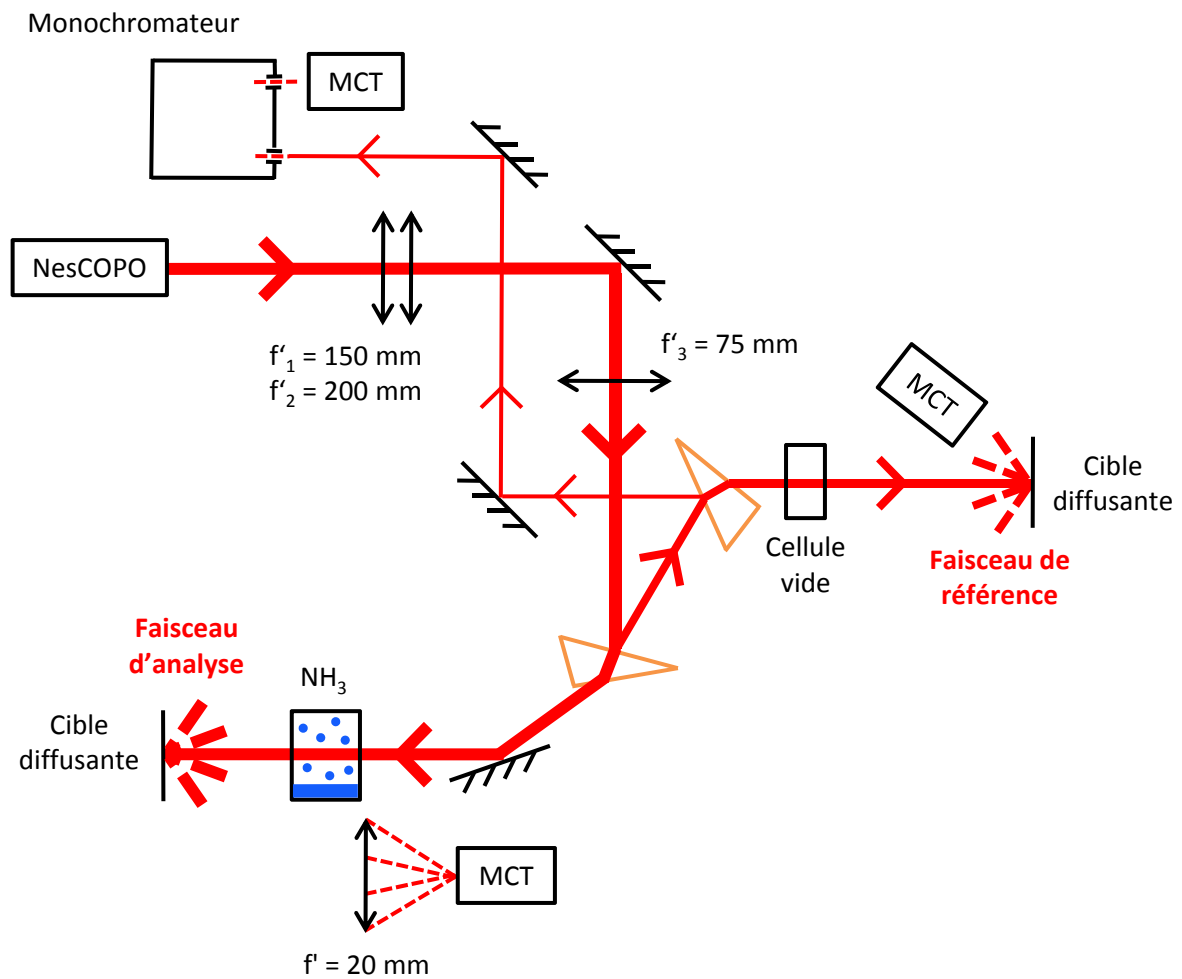 Monochromateur
MCT
NesCOPO
f'₁ = 150 mm
f'₂ = 200 mm
f'₃ = 75 mm
MCT
Cible
diffusante
Cellule
vide
Faisceau de
référence
Faisceau
d’analyse
NH₃
Cible
diffusante
MCT
f' = 20 mm